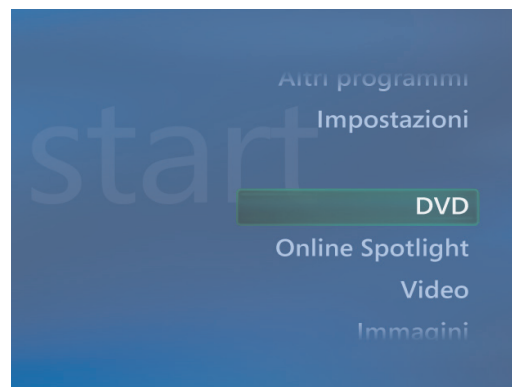 Altri programmi
Impostazioni
start
DVD
Online Spotlight
Video
Immagini